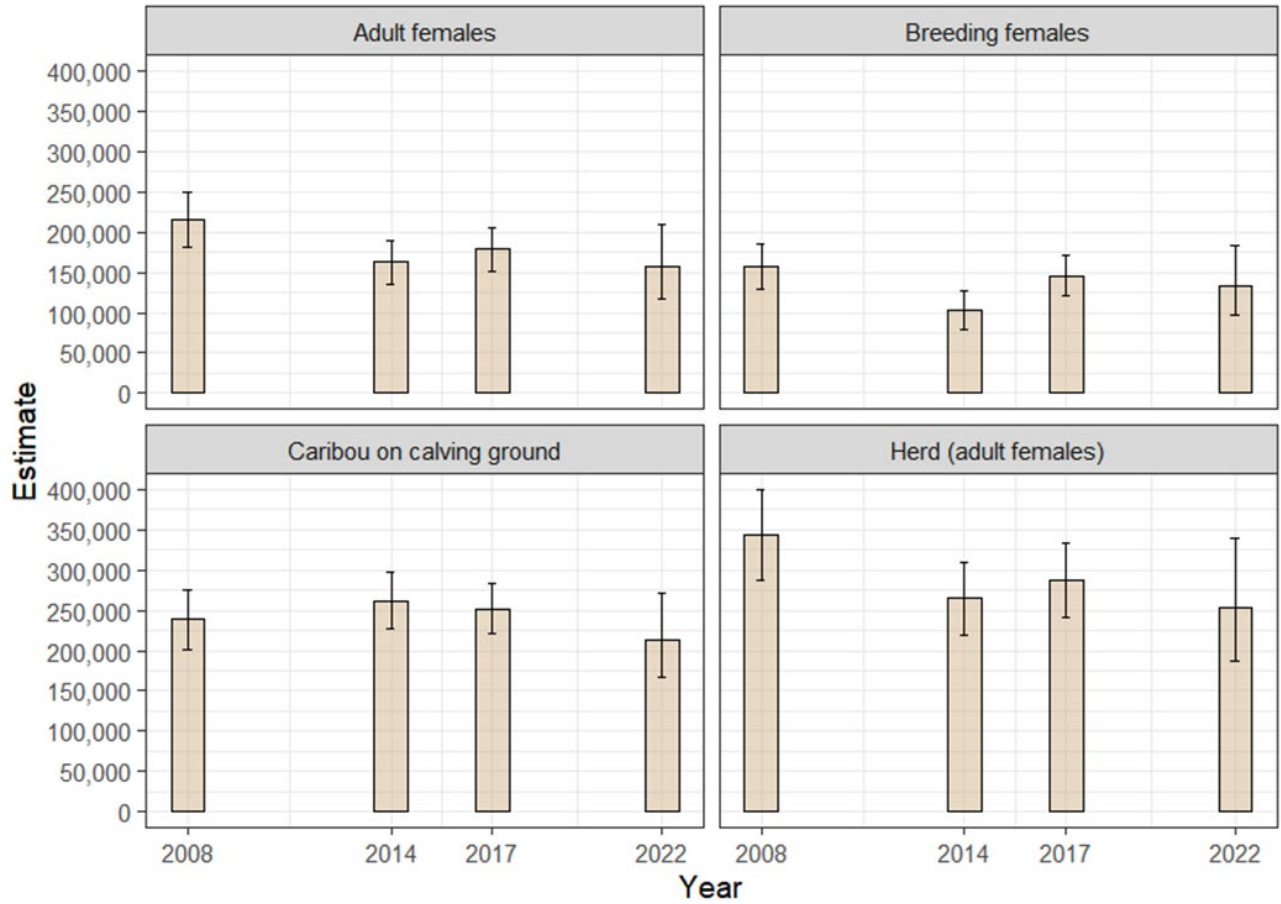 Adult females
Breeding females
400,000
350,000
300,000
250,000
200,000
150,000
100,000
50,000
0
Estimate
Caribou on calving ground
Herd (adult females)
400,000
350,000
300,000
250,000
200,000
150,000
100,000
50,000
0
2008 2014 2017 2022 2008 2014 2017 2022
Year